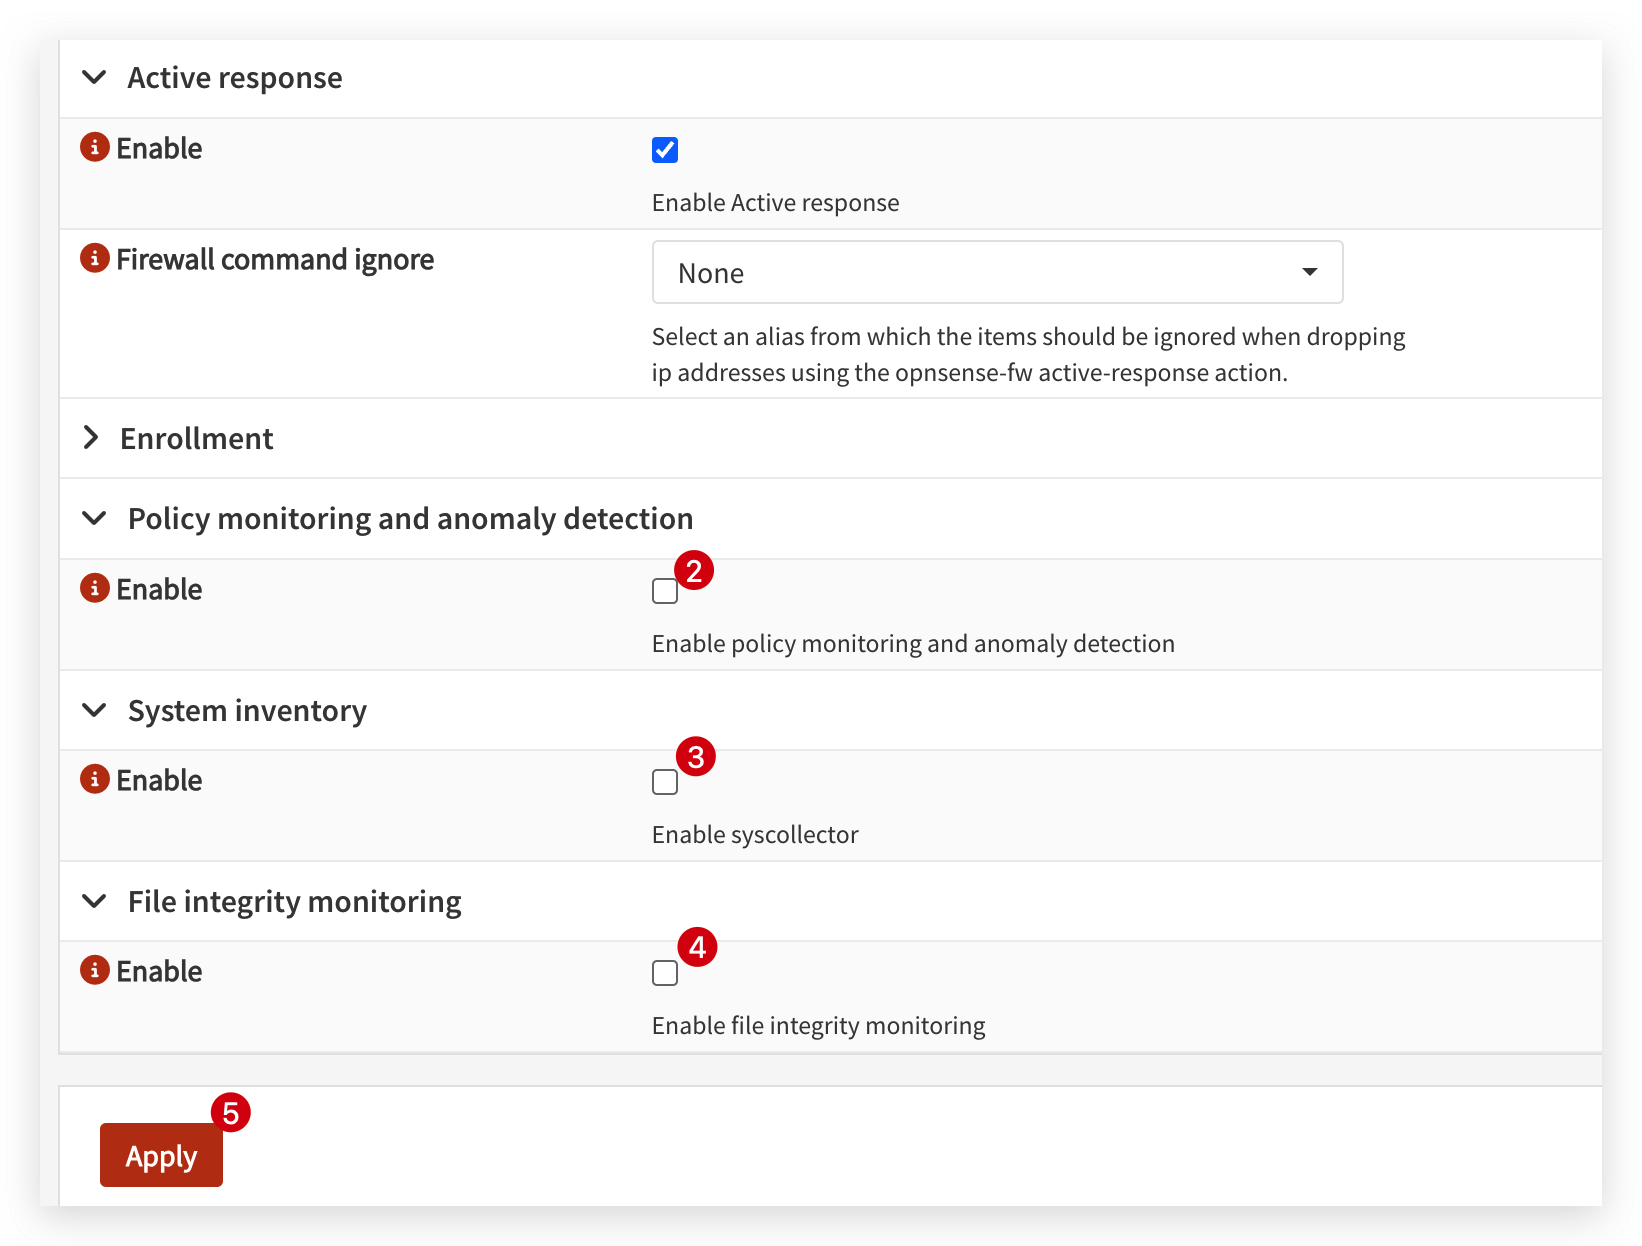 Active response
Enable
Enable Active response
Firewall command ignore
None
Select an alias from which the items should be ignored when dropping
ip addresses using the opnsense-fw active-response action.
Enrollment
Policy monitoring and anomaly detection
2
Enable
Enable policy monitoring and anomaly detection
System inventory
3
Enable
Enable syscollector
File integrity monitoring
4
Enable
Enable file integrity monitoring
5
Apply